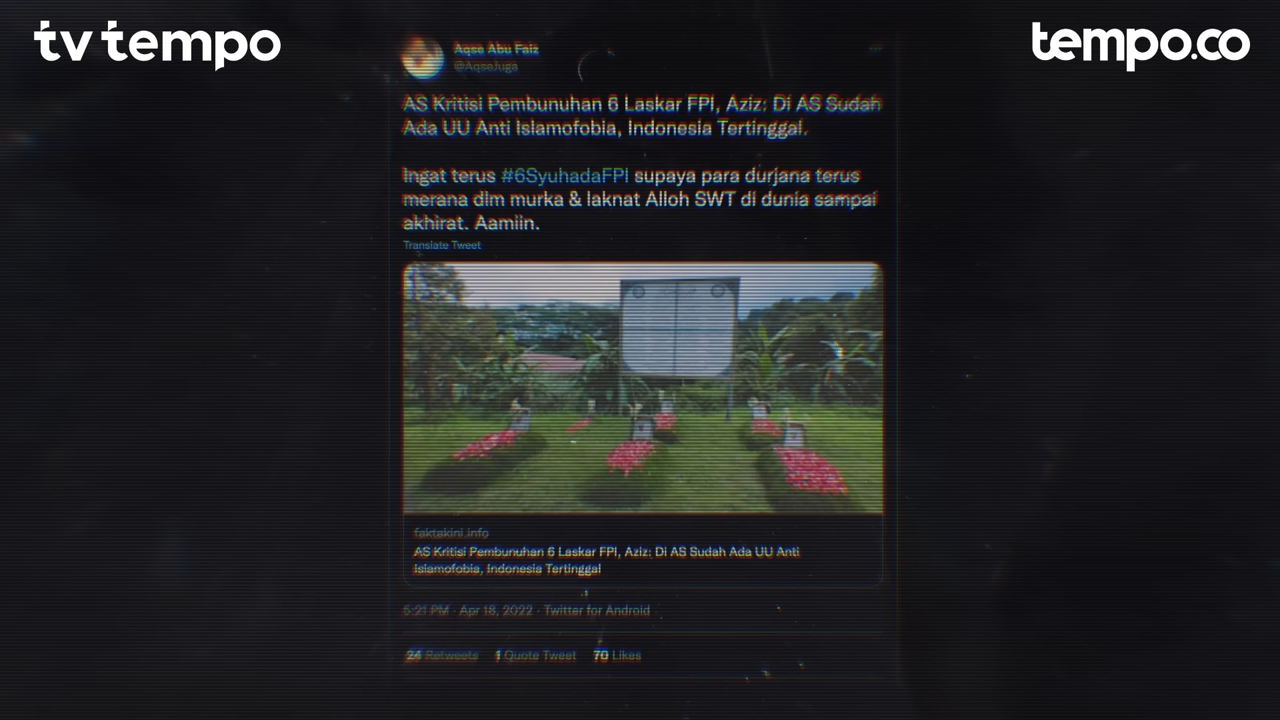 tv tempo
tempo.co
Aqse Abu Faiz
@AqseJuga
AS Kritisi Pembunuhan 6 Laskar FPI, Aziz: Di AS Sudah
Ada UU Anti Islamofobia, Indonesia Tertinggal.
Ingat terus #6SyuhadaFPI supaya para durjana terus
merana dlm murka & laknat Alloh SWT di dunia sampai
akhirat. Aamiin.
Translate Tweet
faktakini.info
AS Kritisi Pembunuhan 6 Laskar FPI, Aziz: Di AS Sudah Ada UU Anti
Islamofobia, Indonesia Tertinggal
5:21 PM · Apr 18, 2022 · Twitter for Android
24 Retweets 1 Quote Tweet 70 Likes